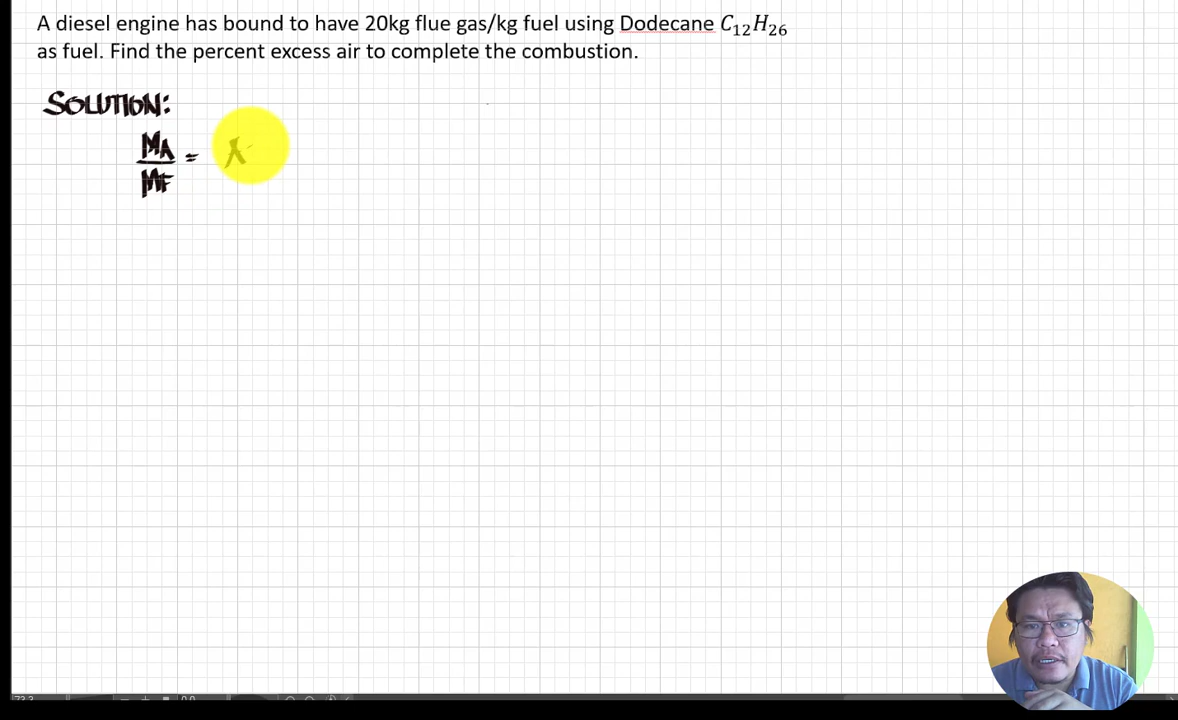 A diesel engine has bound to have 20kg flue gas/kg fuel using Dodecane C₁₂H₂₆
as fuel. Find the percent excess air to complete the combustion.
SOLUTION:
MA
=
MF